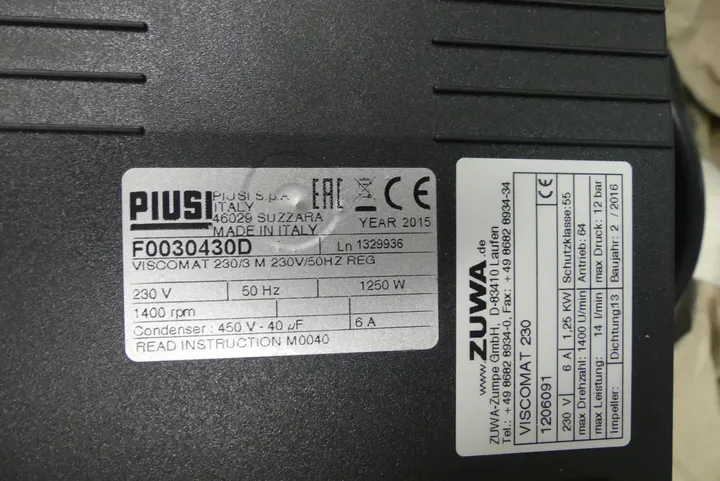 PIUSI PIUSI S.p.A
ITALY
46029 SUZZARA
MADE IN ITALY
EAC CE
YEAR 2015
F0030430D Ln 1329936
VISCOMAT 230/3 M 230V/50HZ REG
230 V 50 Hz 1250 W
1400 rpm
Condenser : 450 V - 40 µF 6 A
READ INSTRUCTION M0040
www.ZUWA.de
ZUWA-Zumpe GmbH, D-83410 Laufen
Tel.: +49 8682 8934-0, Fax: +49 8682 8934-34
VISCOMAT 230 CE
1206091
230 V 6 A 1,25 KW Schutzklasse:55
max Drehzahl: 1400 U/min Antrieb: 64
max Leistung: 14 l/min max Druck: 12 bar
Impeller: Dichtung13 Baujahr: 2 / 2016